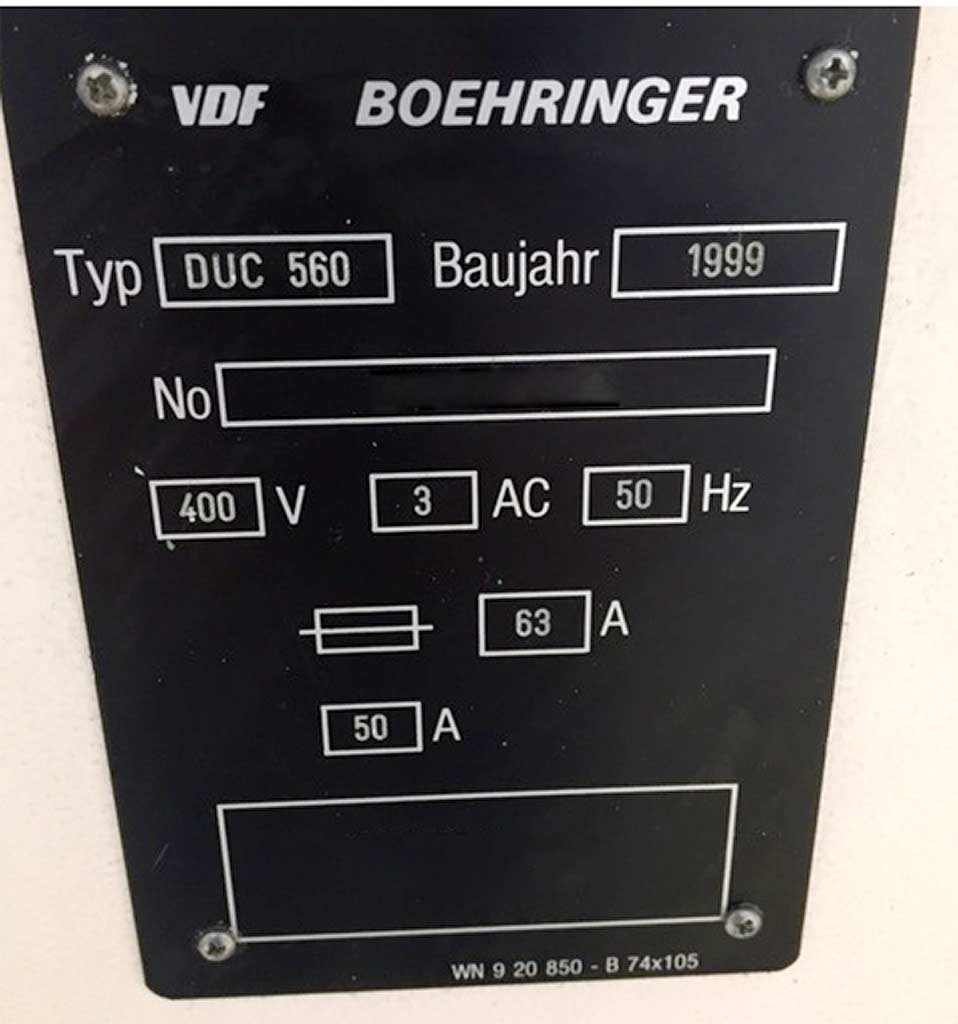 VDF BOEHRINGER
Typ DUC 560 Baujahr 1999
No
400 V 3 AC 50 Hz
63 A
50 A
WN 9 20 850 - B 74x105